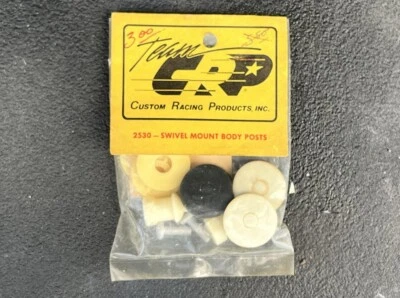 3.00
Team
CRP
CUSTOM RACING PRODUCTS, INC.
2530 — SWIVEL MOUNT BODY POSTS